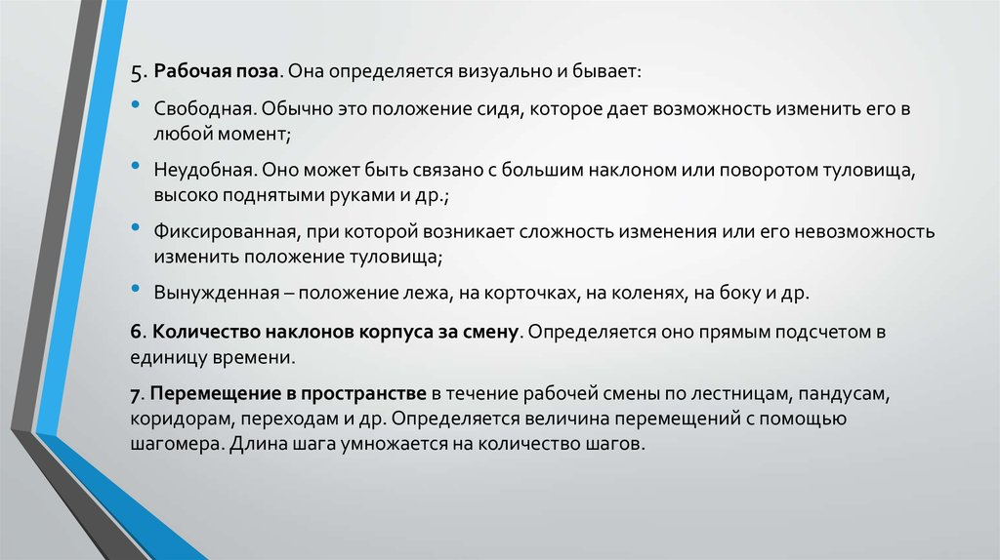 5. Рабочая поза. Она определяется визуально и бывает:
• Свободная. Обычно это положение сидя, которое дает возможность изменить его в
любой момент;
• Неудобная. Оно может быть связано с большим наклоном или поворотом туловища,
высоко поднятыми руками и др.;
• Фиксированная, при которой возникает сложность изменения или его невозможность
изменить положение туловища;
• Вынужденная – положение лежа, на корточках, на коленях, на боку и др.
6. Количество наклонов корпуса за смену. Определяется оно прямым подсчетом в
единицу времени.
7. Перемещение в пространстве в течение рабочей смены по лестницам, пандусам,
коридорам, переходам и др. Определяется величина перемещений с помощью
шагомера. Длина шага умножается на количество шагов.